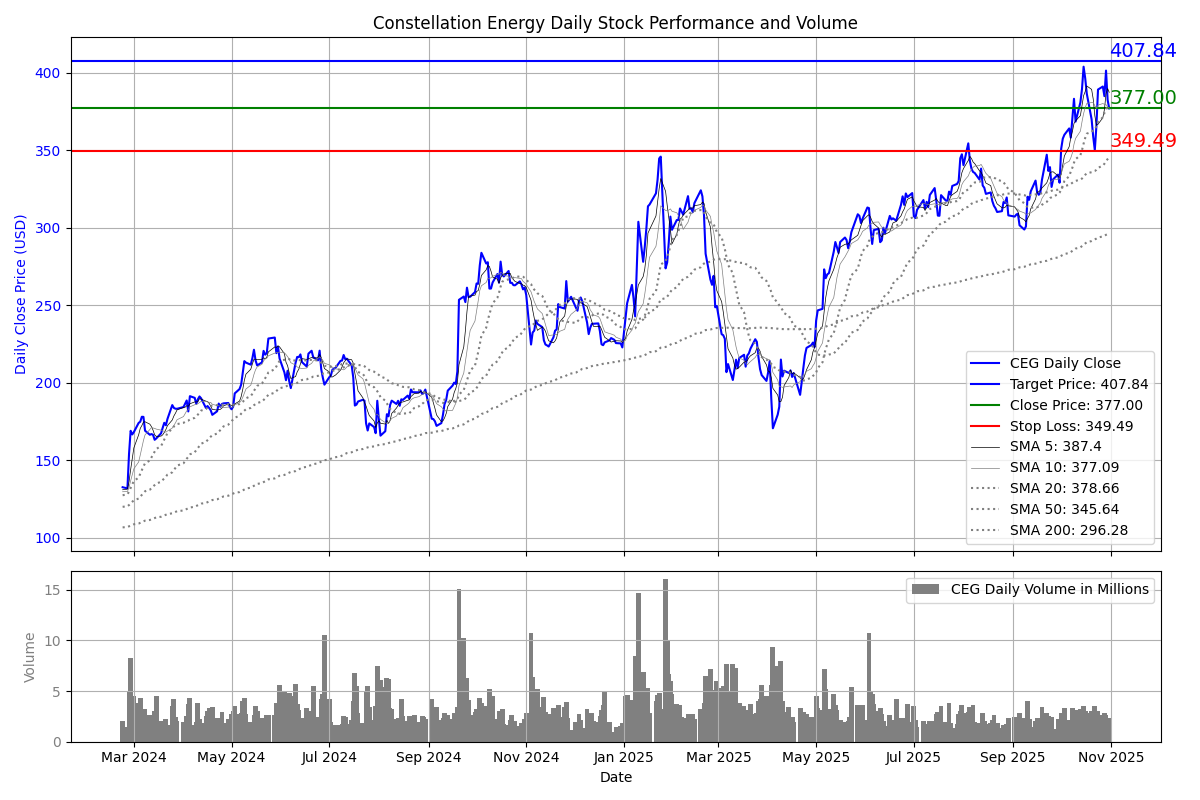 Constellation Energy Daily Stock Performance and Volume
Daily Close Price (USD)
400
350
300
250
200
150
100
407.84
377.00
349.49
CEG Daily Close
Target Price: 407.84
Close Price: 377.00
Stop Loss: 349.49
SMA 5: 387.4
SMA 10: 377.09
SMA 20: 378.66
SMA 50: 345.64
SMA 200: 296.28
Volume
15
10
5
0
CEG Daily Volume in Millions
Mar 2024 May 2024 Jul 2024 Sep 2024 Nov 2024 Jan 2025 Mar 2025 May 2025 Jul 2025 Sep 2025 Nov 2025
Date